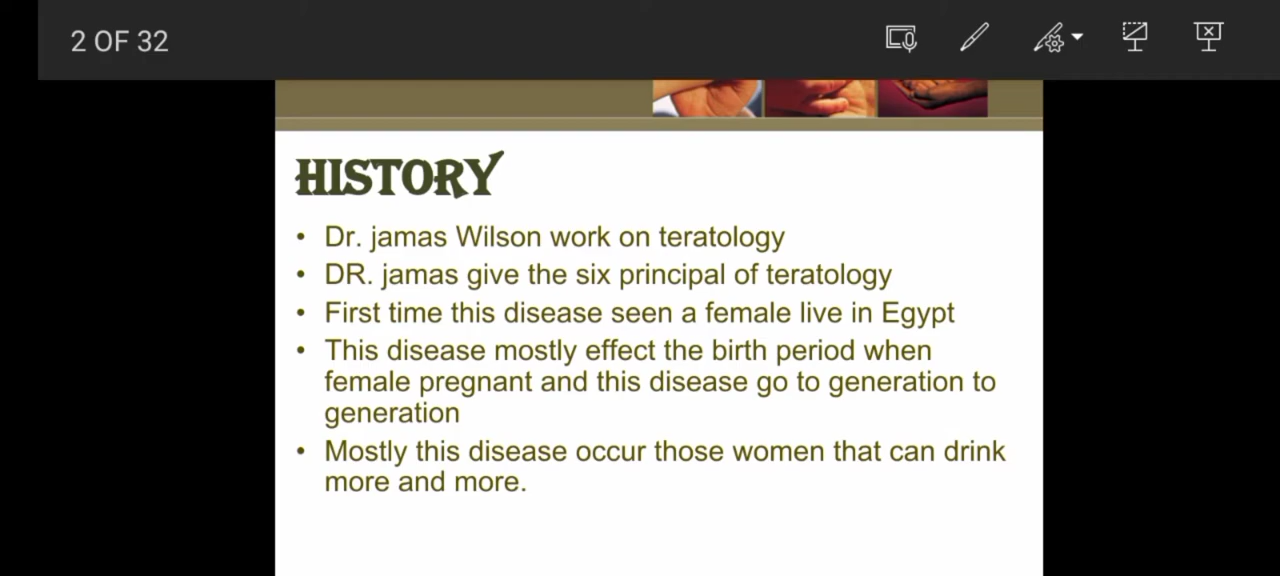 2 OF 32
HISTORY
• Dr. jamas Wilson work on teratology
• DR. jamas give the six principal of teratology
• First time this disease seen a female live in Egypt
• This disease mostly effect the birth period when
female pregnant and this disease go to generation to
generation
• Mostly this disease occur those women that can drink
more and more.